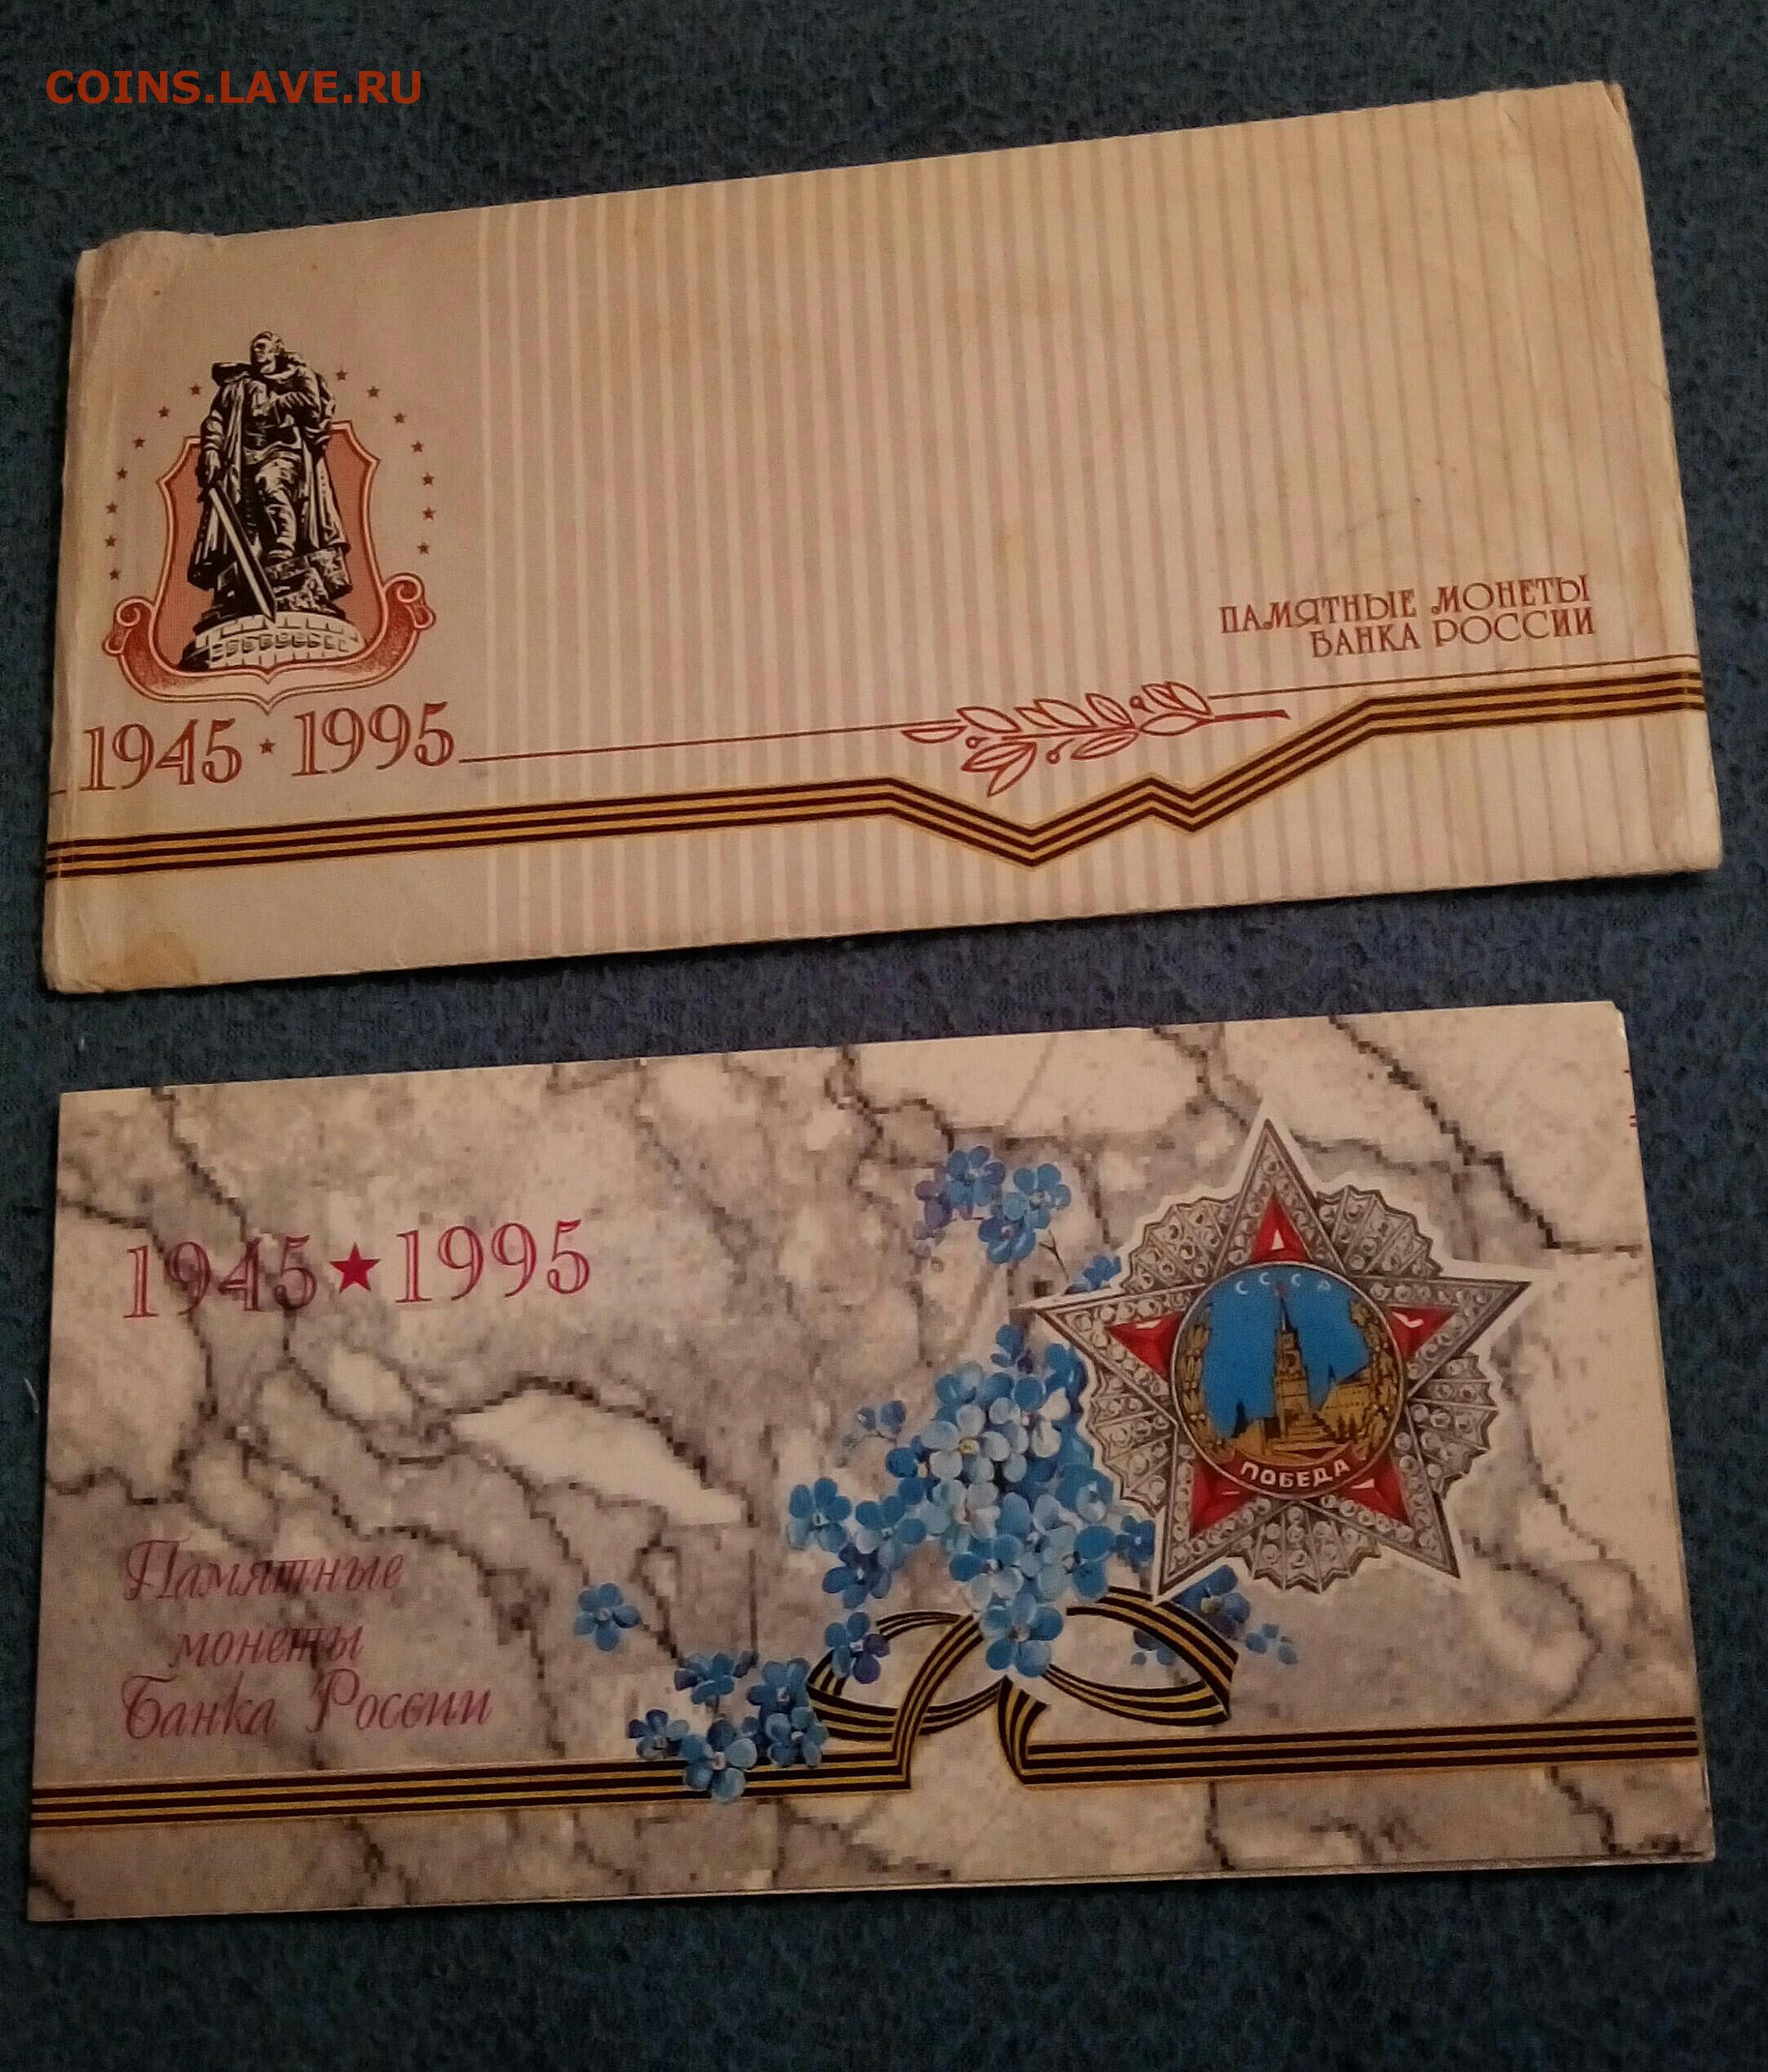 COINS.LAVE.RU
ПАМЯТНЫЕ МОНЕТЫ
БАНКА РОССИИ
1945 ★ 1995
1945 ★ 1995
СССР
ПОБЕДА
Памятные
монеты
Банка России